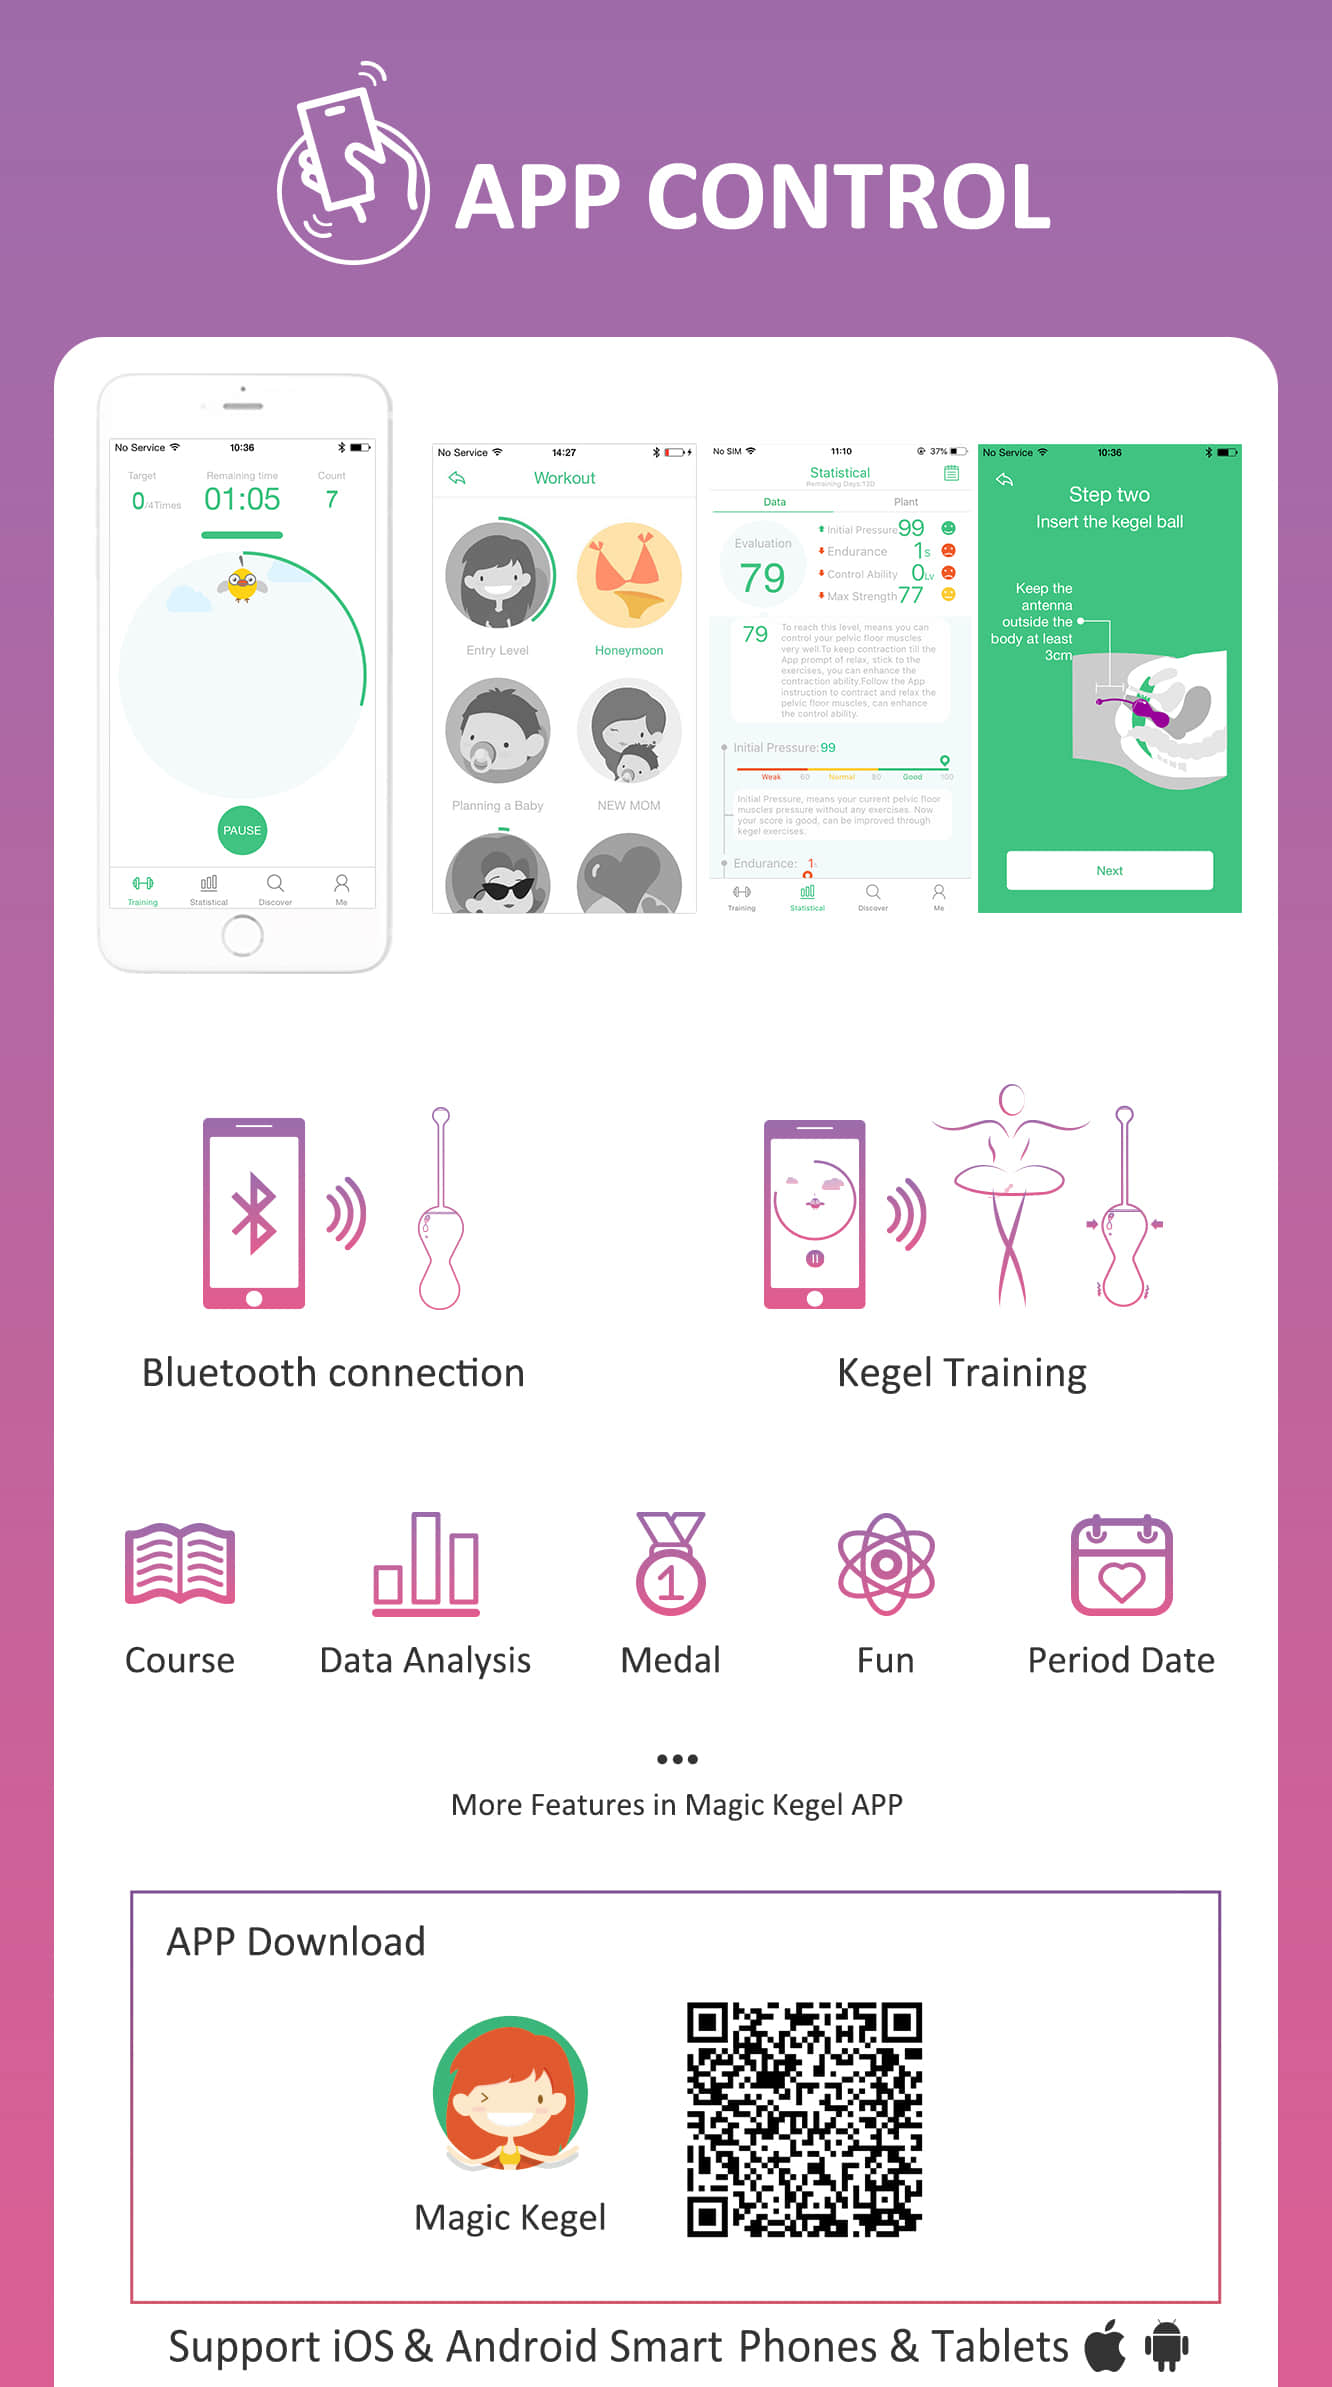 APP CONTROL
No Service 10:36
Target Remaining time Count
0/4Times 01:05 7
PAUSE
Training Statistical Discover Me
No Service 14:27
Workout
Entry Level Honeymoon
Planning a Baby NEW MOM
No SIM 11:10 37%
Statistical
Remaining Days:130
Data Plant
Evaluation
79
Initial Pressure 99
Endurance 1s
Control Ability 0Lv
Max Strength 77
79
To reach this level, means you can
control your pelvic floor muscles
very well.To keep contraction till the
App prompt of relax, stick to the
exercises, you can enhance the
contraction ability.Follow the App
instruction to contract and relax the
pelvic floor muscles, can enhance
the control ability.
Initial Pressure:99
Weak 60 Normal 80 Good 100
Initial Pressure, means your current pelvic floor
muscles pressure without any exercises. Now
your score is good, can be improved through
kegel exercises.
Endurance: 1s
Training Statistical Discover Me
No Service 10:36
Step two
Insert the kegel ball
Keep the
antenna
outside the
body at least
3cm
Next
Bluetooth connection
Kegel Training
Course
Data Analysis
1
Medal
Fun
Period Date
•••
More Features in Magic Kegel APP
APP Download
Magic Kegel
Support iOS & Android Smart Phones & Tablets